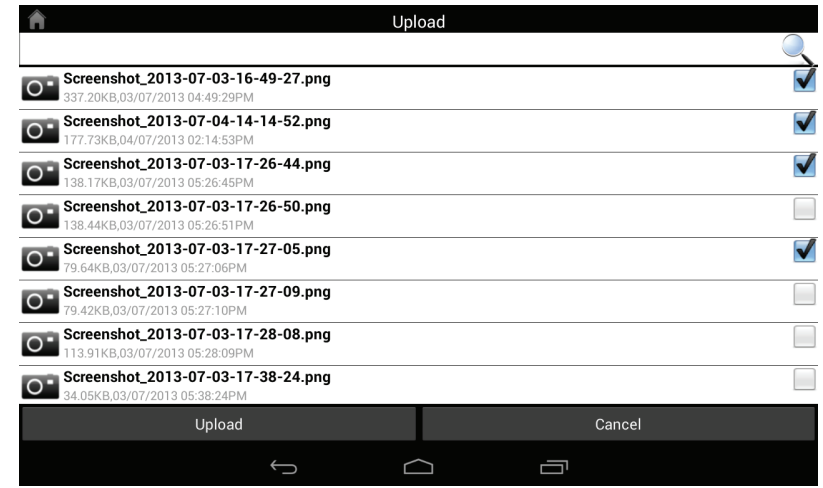 Upload
Screenshot_2013-07-03-16-49-27.png
337.20KB,03/07/2013 04:49:29PM
Screenshot_2013-07-04-14-14-52.png
177.73KB,04/07/2013 02:14:53PM
Screenshot_2013-07-03-17-26-44.png
138.17KB,03/07/2013 05:26:45PM
Screenshot_2013-07-03-17-26-50.png
138.44KB,03/07/2013 05:26:51PM
Screenshot_2013-07-03-17-27-05.png
79.64KB,03/07/2013 05:27:06PM
Screenshot_2013-07-03-17-27-09.png
79.42KB,03/07/2013 05:27:10PM
Screenshot_2013-07-03-17-28-08.png
113.91KB,03/07/2013 05:28:09PM
Screenshot_2013-07-03-17-38-24.png
34.05KB,03/07/2013 05:38:24PM
Upload Cancel